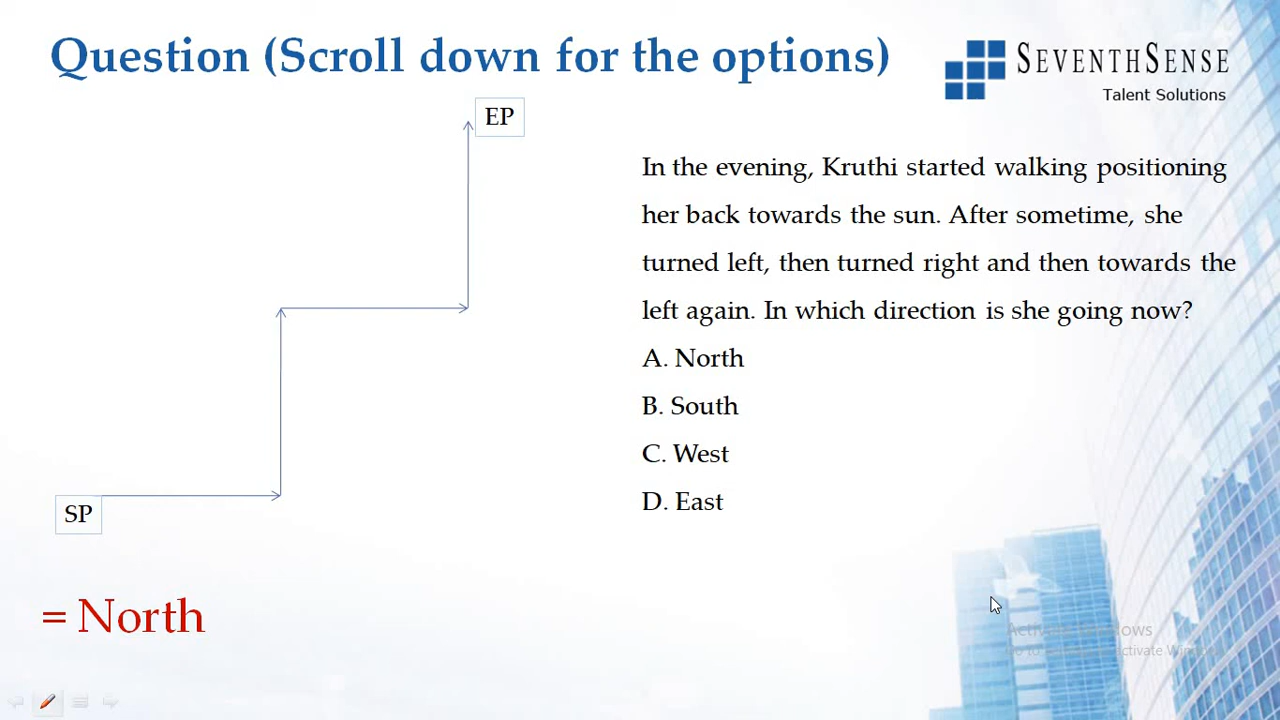 Question (Scroll down for the options)
SEVENTHSENSE
Talent Solutions
EP
In the evening, Kruthi started walking positioning
her back towards the sun. After sometime, she
turned left, then turned right and then towards the
left again. In which direction is she going now?
A. North
B. South
C. West
D. East
SP
= North
Activate Windows